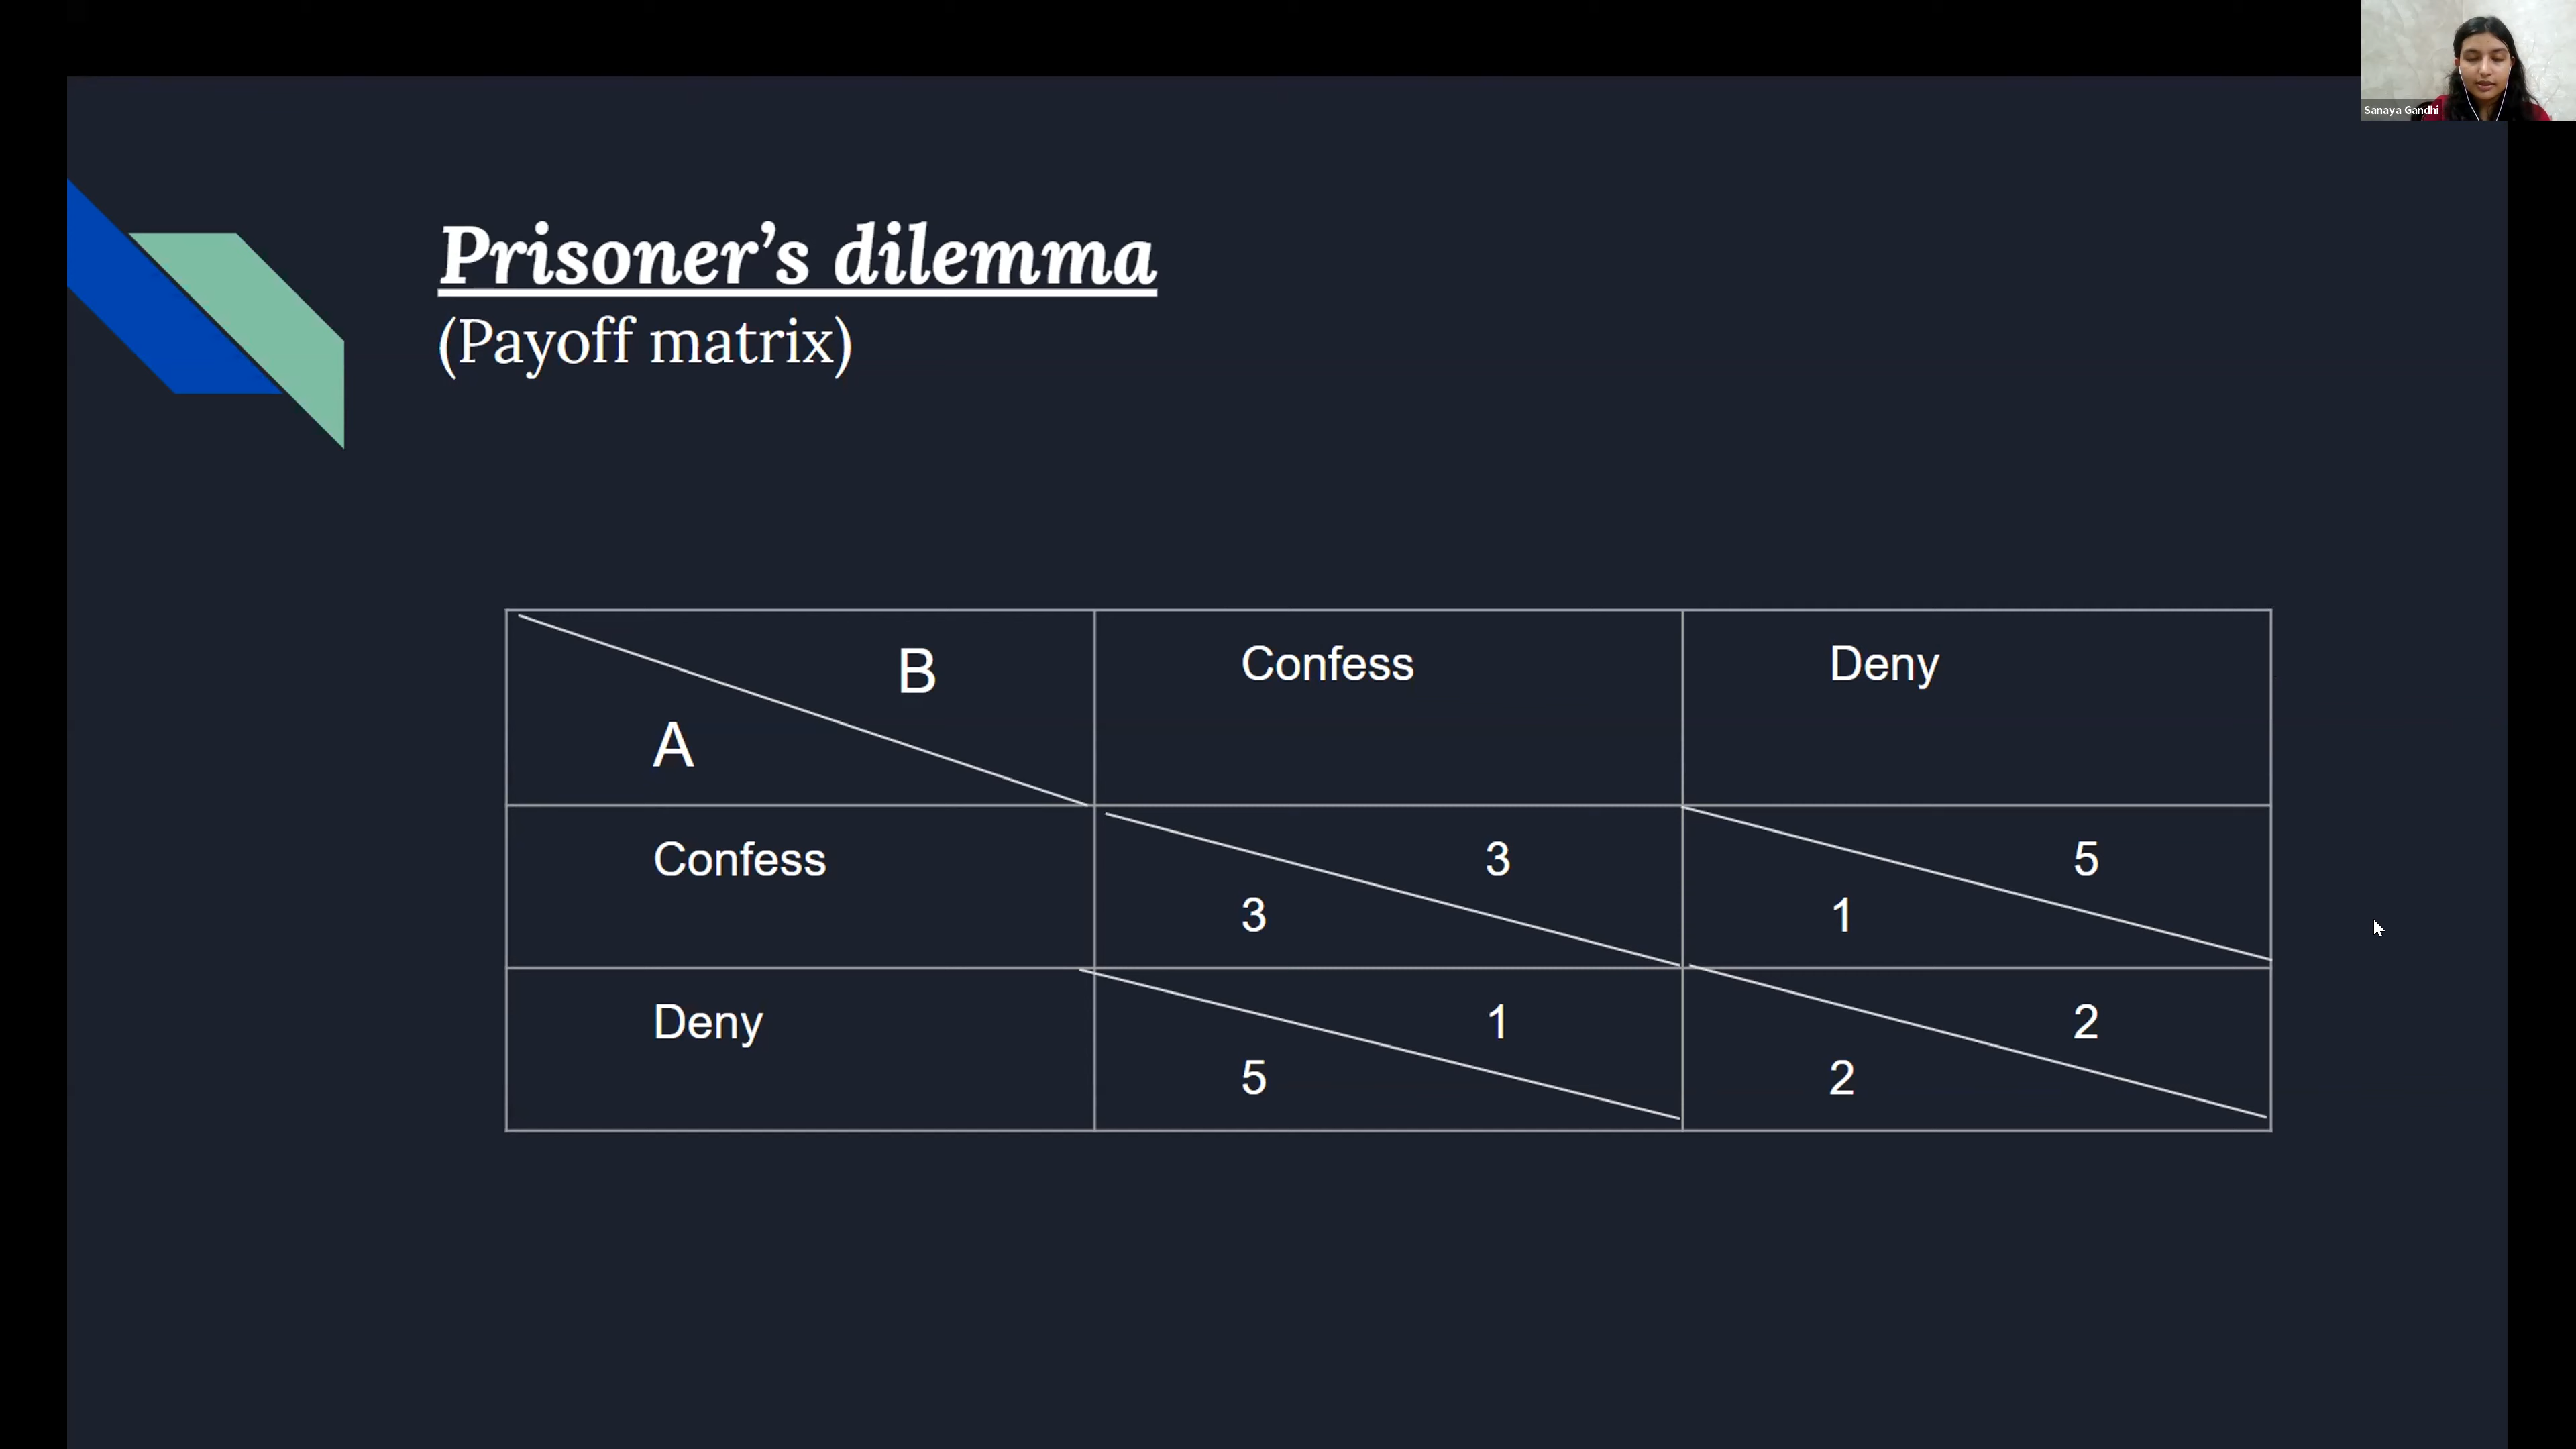 Sanaya Gandhi
Prisoner’s dilemma
(Payoff matrix)
B
A
Confess
Deny
Confess
3
3
5
1
Deny
1
5
2
2